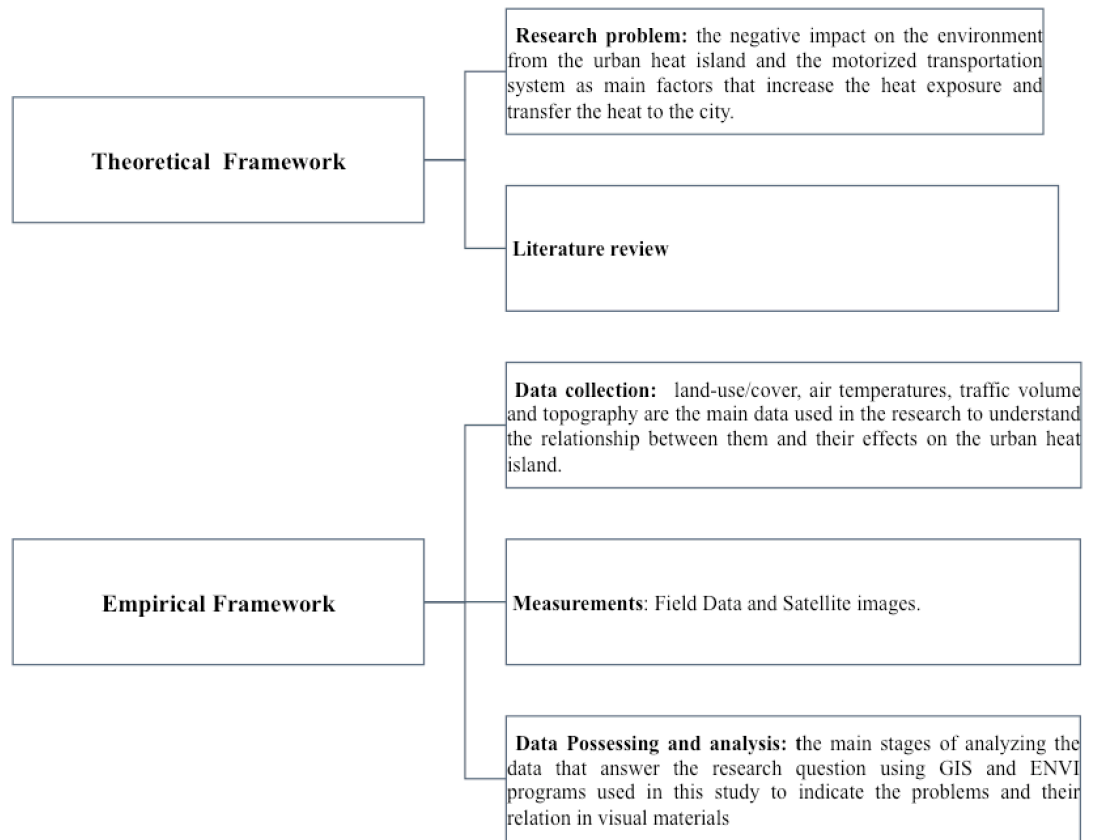 Theoretical Framework
Research problem: the negative impact on the environment
from the urban heat island and the motorized transportation
system as main factors that increase the heat exposure and
transfer the heat to the city.
Literature review
Empirical Framework
Data collection: land-use/cover, air temperatures, traffic volume
and topography are the main data used in the research to understand
the relationship between them and their effects on the urban heat
island.
Measurements: Field Data and Satellite images.
Data Possessing and analysis: the main stages of analyzing the
data that answer the research question using GIS and ENVI
programs used in this study to indicate the problems and their
relation in visual materials